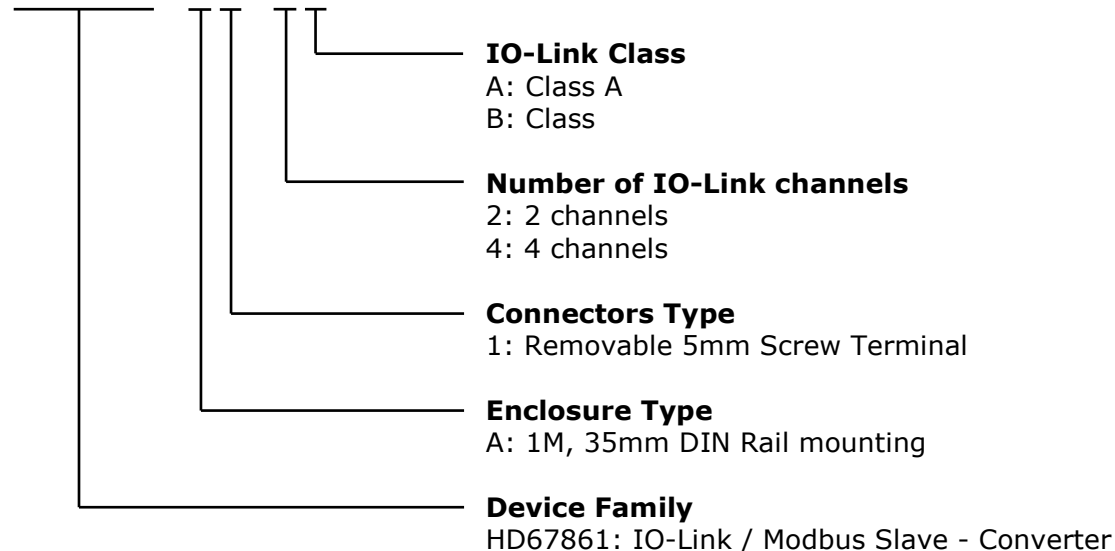 IO-Link Class
A: Class A
B: Class
Number of IO-Link channels
2: 2 channels
4: 4 channels
Connectors Type
1: Removable 5mm Screw Terminal
Enclosure Type
A: 1M, 35mm DIN Rail mounting
Device Family
HD67861: IO-Link / Modbus Slave - Converter